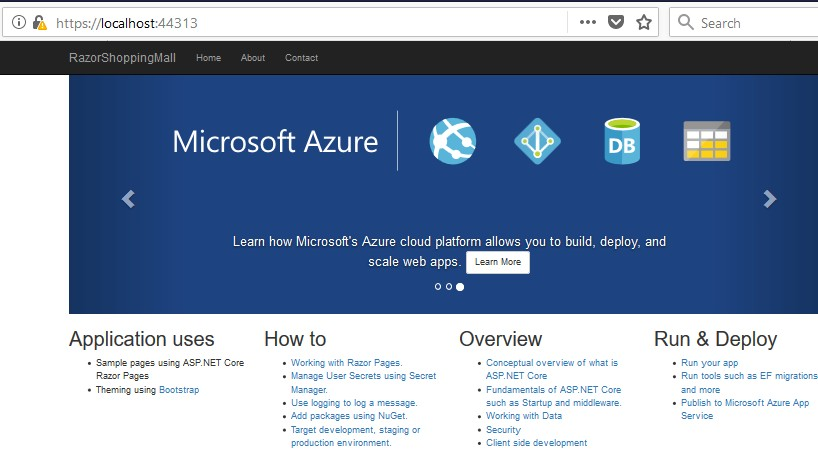 https://localhost:44313
Search
RazorShoppingMall Home About Contact
Microsoft Azure
DB
Learn how Microsoft's Azure cloud platform allows you to build, deploy, and
scale web apps. Learn More
Application uses
Sample pages using ASP.NET Core
Razor Pages
Theming using Bootstrap
How to
Working with Razor Pages.
Manage User Secrets using Secret
Manager.
Use logging to log a message.
Add packages using NuGet.
Target development, staging or
production environment.
Overview
Conceptual overview of what is
ASP.NET Core
Fundamentals of ASP.NET Core
such as Startup and middleware.
Working with Data
Security
Client side development
Run & Deploy
Run your app
Run tools such as EF migrations
and more
Publish to Microsoft Azure App
Service